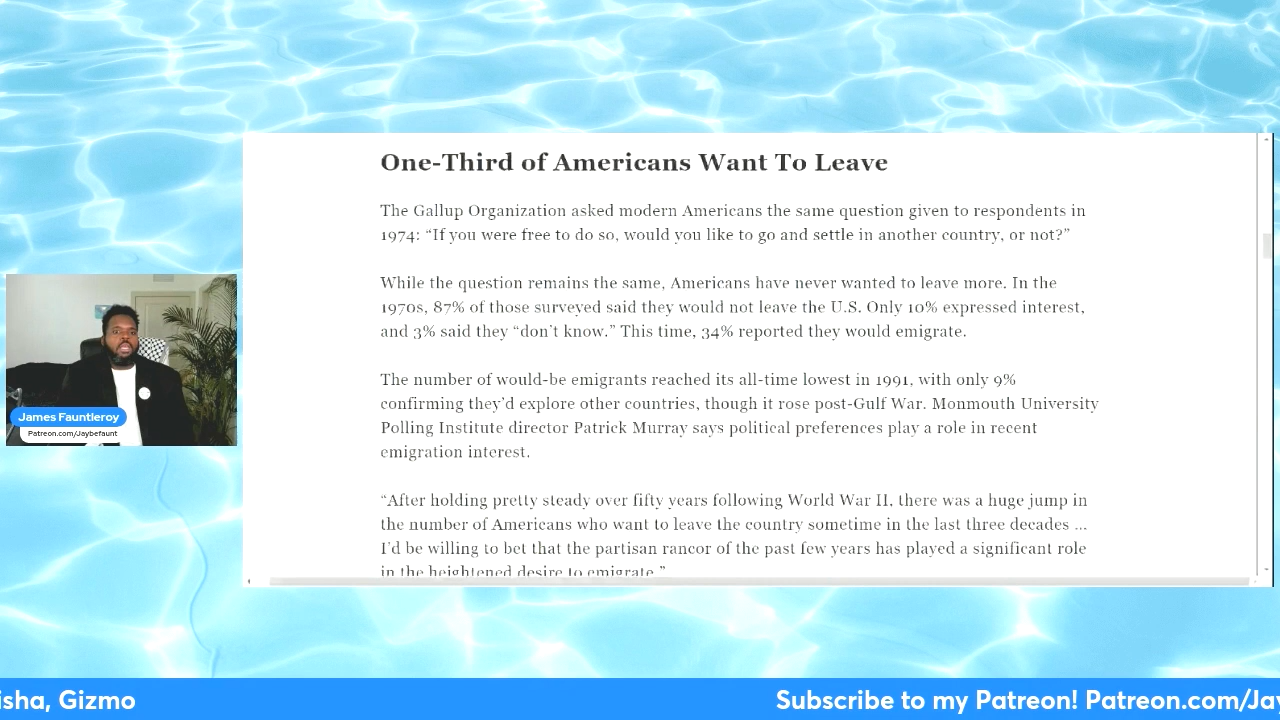 One-Third of Americans Want To Leave
The Gallup Organization asked modern Americans the same question given to respondents in
1974: “If you were free to do so, would you like to go and settle in another country, or not?”
While the question remains the same, Americans have never wanted to leave more. In the
1970s, 87% of those surveyed said they would not leave the U.S. Only 10% expressed interest,
and 3% said they “don’t know.” This time, 34% reported they would emigrate.
The number of would-be emigrants reached its all-time lowest in 1991, with only 9%
confirming they’d explore other countries, though it rose post-Gulf War. Monmouth University
Polling Institute director Patrick Murray says political preferences play a role in recent
emigration interest.
“After holding pretty steady over fifty years following World War II, there was a huge jump in
the number of Americans who want to leave the country sometime in the last three decades ...
I’d be willing to bet that the partisan rancor of the past few years has played a significant role
in the heightened desire to emigrate.”
James Fauntleroy
Patreon.com/Jaybefaunt
isha, Gizmo
Subscribe to my Patreon! Patreon.com/Jay